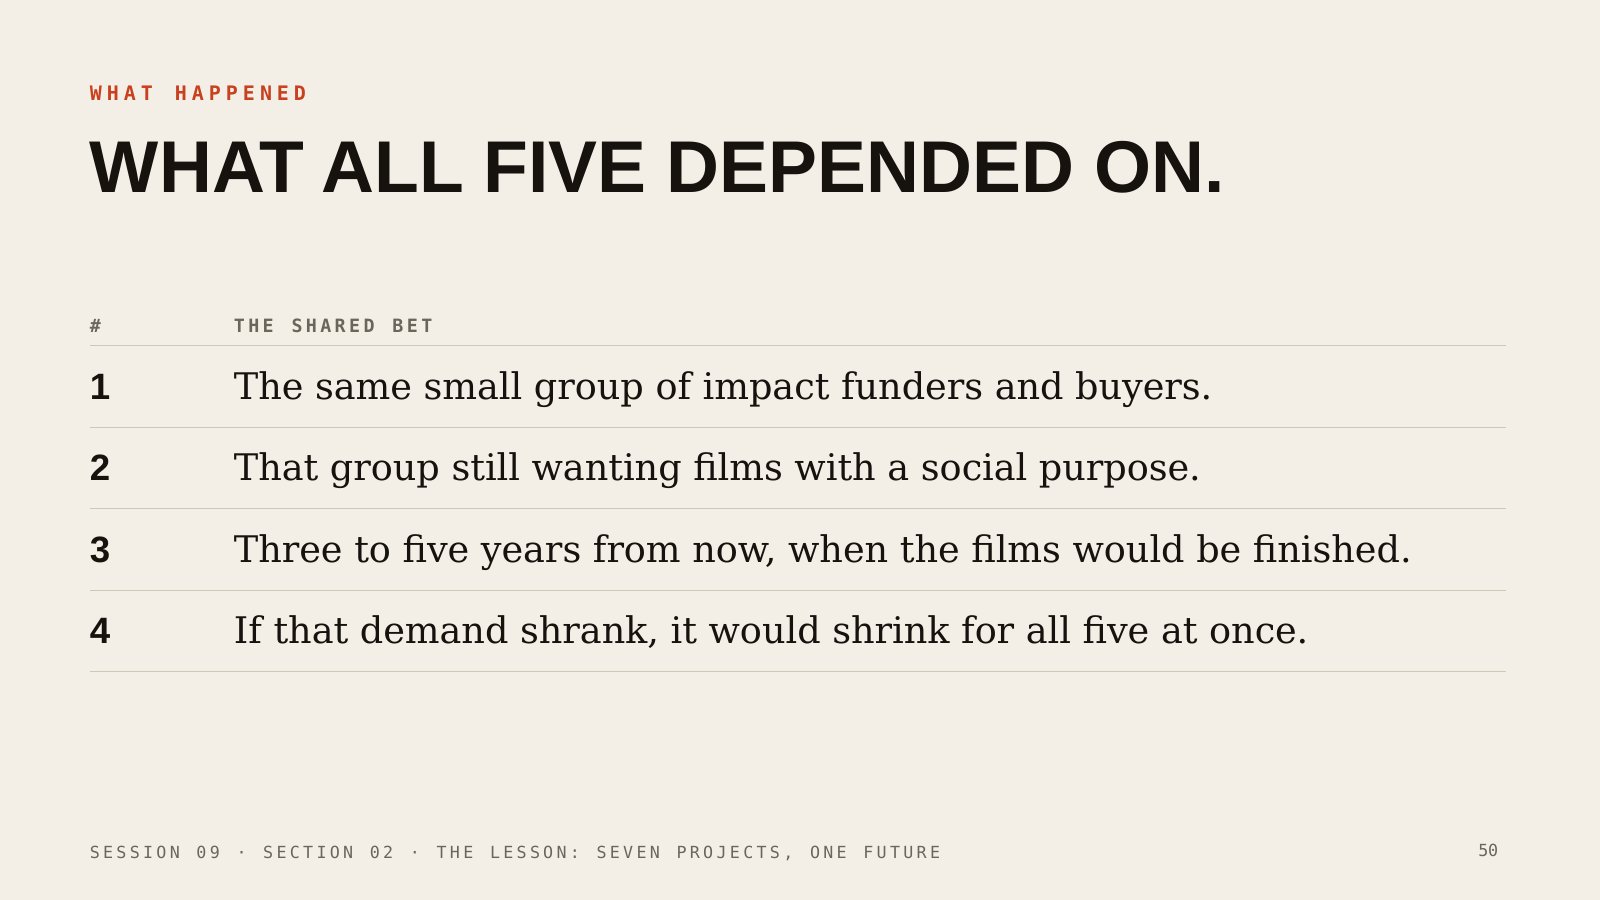 WHAT HAPPENED
WHAT ALL FIVE DEPENDED ON.
# THE SHARED BET
1 The same small group of impact funders and buyers.
2 That group still wanting films with a social purpose.
3 Three to five years from now, when the films would be finished.
4 If that demand shrank, it would shrink for all five at once.
SESSION 09 · SECTION 02 · THE LESSON: SEVEN PROJECTS, ONE FUTURE 50